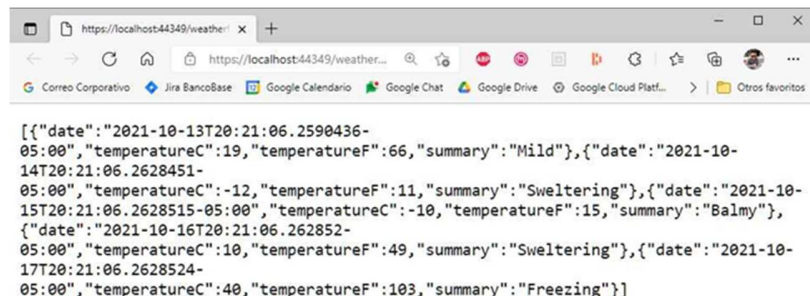 https://localhost:44349/weather
https://localhost:44349/weather...
ABP
Correo Corporativo Jira BancoBase Google Calendario Google Chat Google Drive Google Cloud Platf... Otros favoritos
[{"date":"2021-10-13T20:21:06.2590436-
05:00","temperatureC":19,"temperatureF":66,"summary":"Mild"},{"date":"2021-10-
14T20:21:06.2628451-
05:00","temperatureC":-12,"temperatureF":11,"summary":"Sweltering"},{"date":"2021-10-
15T20:21:06.2628515-05:00","temperatureC":-10,"temperatureF":15,"summary":"Balmy"},
{"date":"2021-10-16T20:21:06.262852-
05:00","temperatureC":10,"temperatureF":49,"summary":"Sweltering"},{"date":"2021-10-
17T20:21:06.2628524-
05:00","temperatureC":40,"temperatureF":103,"summary":"Freezing"}]